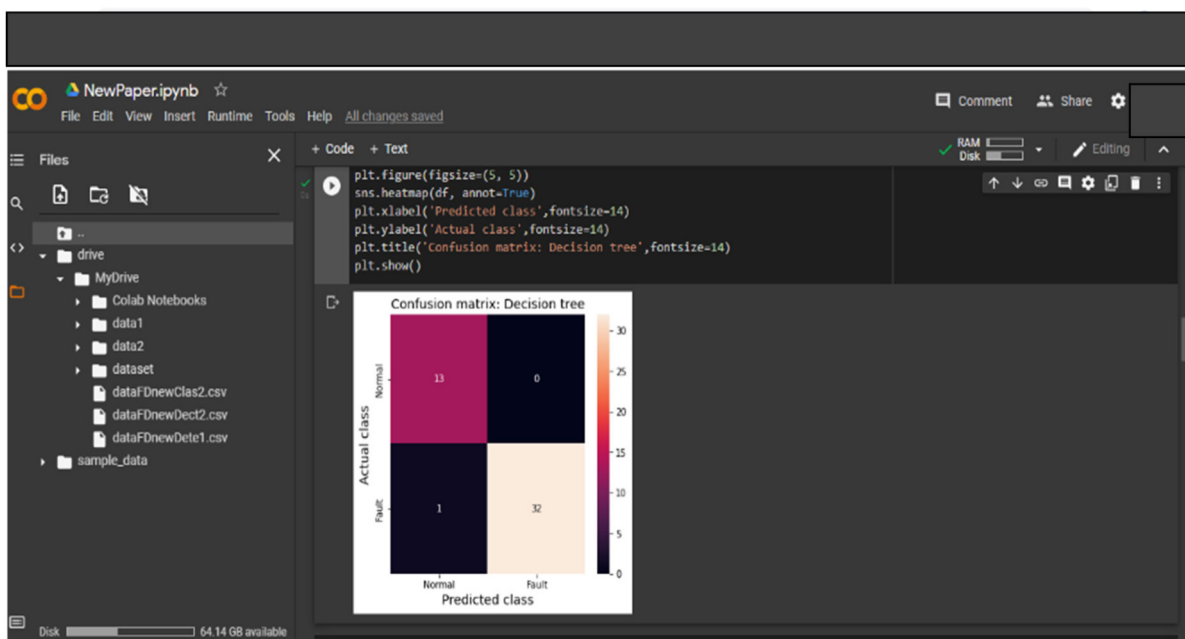 NewPaper.ipynb
Comment
Share
File Edit View Insert Runtime Tools Help All changes saved
Files
+ Code + Text
RAM
Disk
Editing
..
drive
MyDrive
Colab Notebooks
data1
data2
dataset
dataFDnewClas2.csv
dataFDnewDect2.csv
dataFDnewDete1.csv
sample_data
Disk
64.14 GB available
plt.figure(figsize=(5, 5))
sns.heatmap(df, annot=True)
plt.xlabel('Predicted class',fontsize=14)
plt.ylabel('Actual class',fontsize=14)
plt.title('Confusion matrix: Decision tree',fontsize=14)
plt.show()
Confusion matrix: Decision tree
Actual class
Normal
Fault
13
0
1
32
Normal
Fault
Predicted class
30
25
20
15
10
5
0